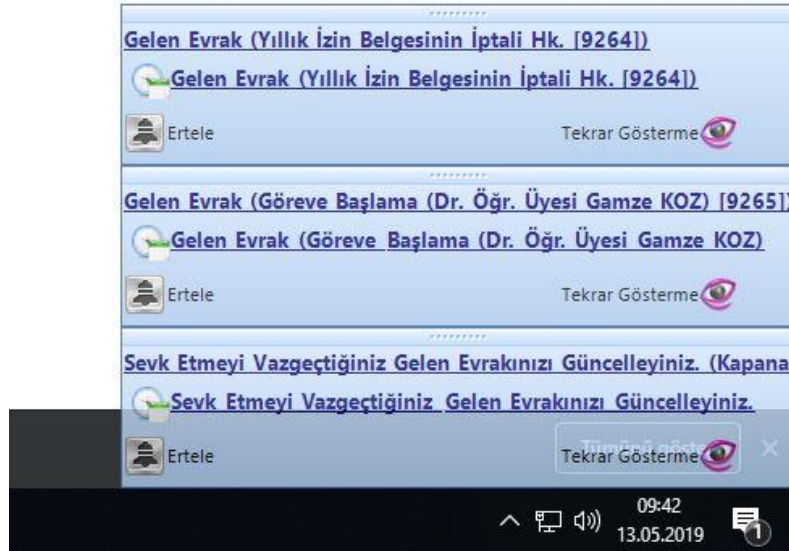 Gelen Evrak (Yıllık İzin Belgesinin İptali Hk. [9264])
Gelen Evrak (Yıllık İzin Belgesinin İptali Hk. [9264])
Ertele Tekrar Gösterme
Gelen Evrak (Göreve Başlama (Dr. Öğr. Üyesi Gamze KOZ) [9265])
Gelen Evrak (Göreve Başlama (Dr. Öğr. Üyesi Gamze KOZ)
Ertele Tekrar Gösterme
Sevk Etmeyi Vazgeçtiğiniz Gelen Evrakınızı Güncelleyiniz. (Kapana
Sevk Etmeyi Vazgeçtiğiniz Gelen Evrakınızı Güncelleyiniz.
Tümünü göste
Ertele Tekrar Gösterme
09:42
13.05.2019
1